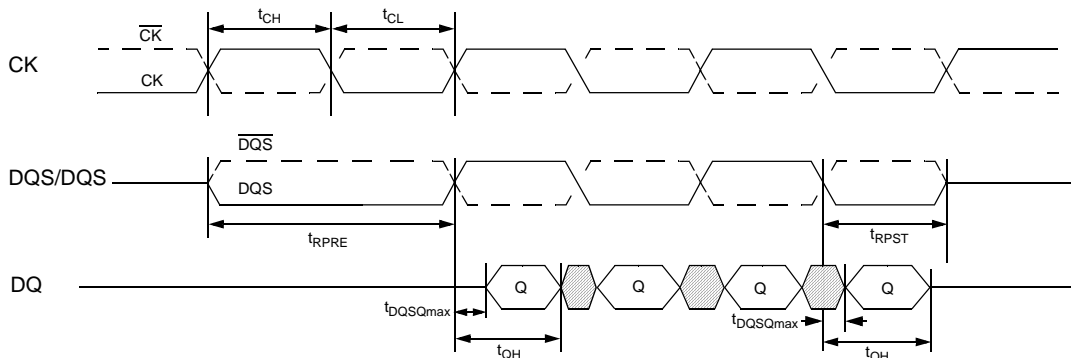 tCH
tCL
CK
CK
CK
DQS
DQS/DQS
DQS
tRPRE
tRPST
DQ
Q
Q
Q
Q
tDQSQmax
tDQSQmax
tQH
tQH